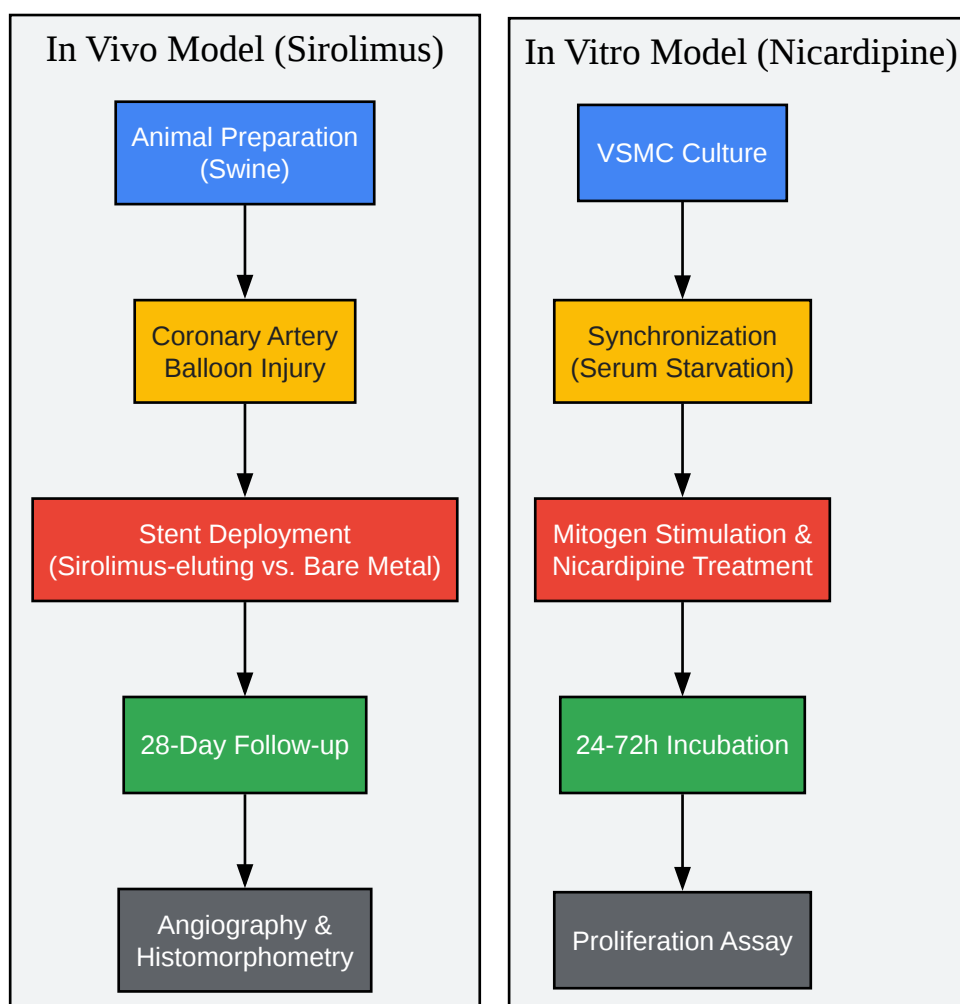 In Vivo Model (Sirolimus)
Animal Preparation
(Swine)
Coronary Artery
Balloon Injury
Stent Deployment
(Sirolimus-eluting vs. Bare Metal)
28-Day Follow-up
Angiography &
Histomorphometry
In Vitro Model (Nicardipine)
VSMC Culture
Synchronization
(Serum Starvation)
Mitogen Stimulation &
Nicardipine Treatment
24-72h Incubation
Proliferation Assay